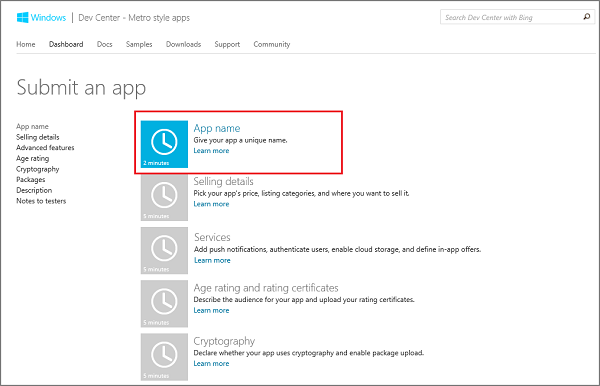 Windows | Dev Center - Metro style apps
Search Dev Center with Bing
Home Dashboard Docs Samples Downloads Support Community
Submit an app
App name
Selling details
Advanced features
Age rating
Cryptography
Packages
Description
Notes to testers
2 minutes
App name
Give your app a unique name.
Learn more
5 minutes
Selling details
Pick your app's price, listing categories, and where you want to sell it.
Learn more
5 minutes
Services
Add push notifications, authenticate users, enable cloud storage, and define in-app offers.
Learn more
5 minutes
Age rating and rating certificates
Describe the audience for your app and upload your rating certificates.
Learn more
5 minutes
Cryptography
Declare whether your app uses cryptography and enable package upload.
Learn more